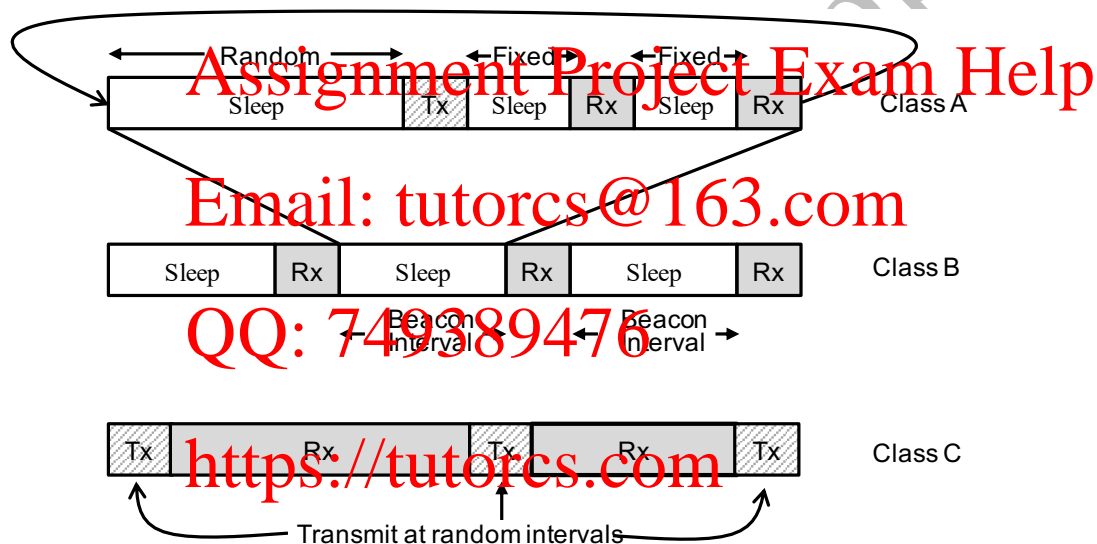 Random Fixed Fixed
Assignment Project Exam Help
Sleep Tx Sleep Rx Sleep Rx Class A
Email: tutorcs@163.com
Sleep Rx Sleep Rx Sleep Rx Class B
QQ: 749389476
Beacon Beacon
Interval Interval
Tx Rx Tx Rx Tx Class C
https://tutorcs.com
Transmit at random intervals